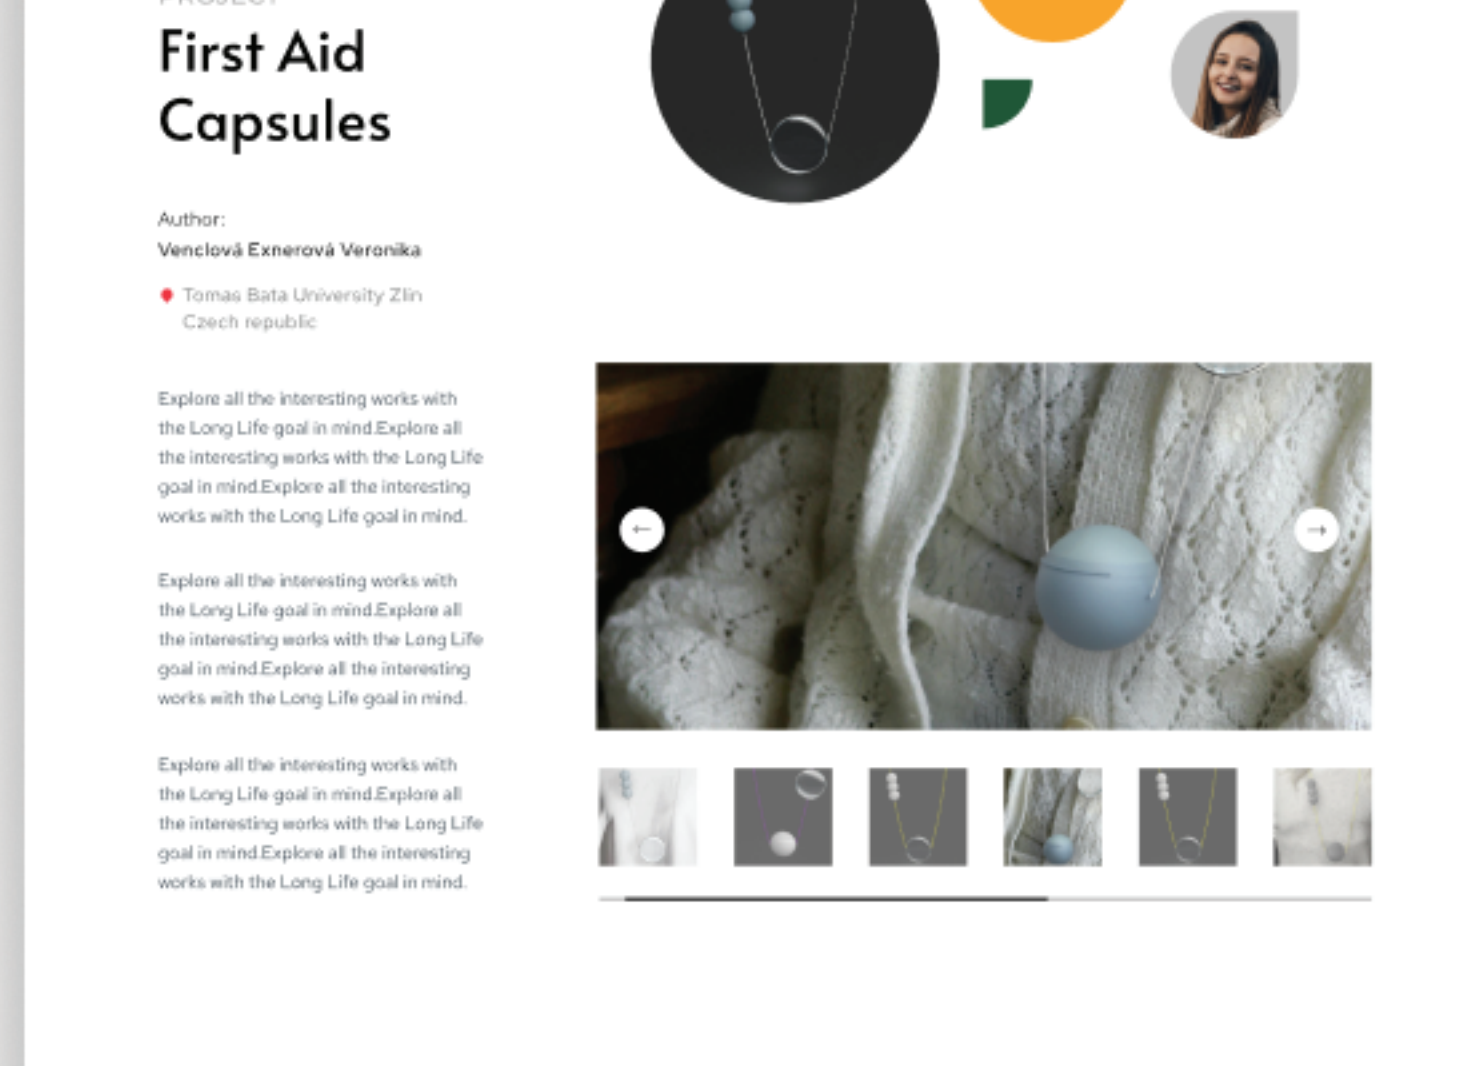 PROJECT
First Aid
Capsules
Author:
Venclová Exnerová Veronika
Tomas Bata University Zlín
Czech republic
Explore all the interesting works with
the Long Life goal in mind.Explore all
the interesting works with the Long Life
goal in mind.Explore all the interesting
works with the Long Life goal in mind.
Explore all the interesting works with
the Long Life goal in mind.Explore all
the interesting works with the Long Life
goal in mind.Explore all the interesting
works with the Long Life goal in mind.
Explore all the interesting works with
the Long Life goal in mind.Explore all
the interesting works with the Long Life
goal in mind.Explore all the interesting
works with the Long Life goal in mind.